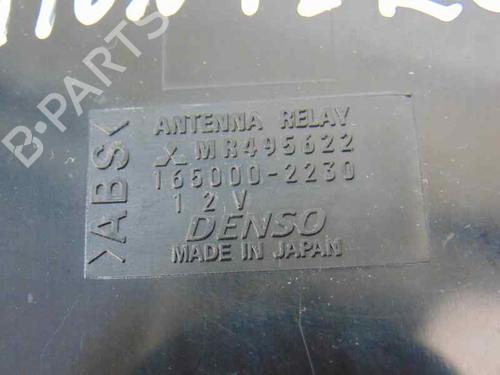 ANTENNA RELAY
MR495622
165000-2230
12V
DENSO
MADE IN JAPAN
>ABS<
B-PARTS